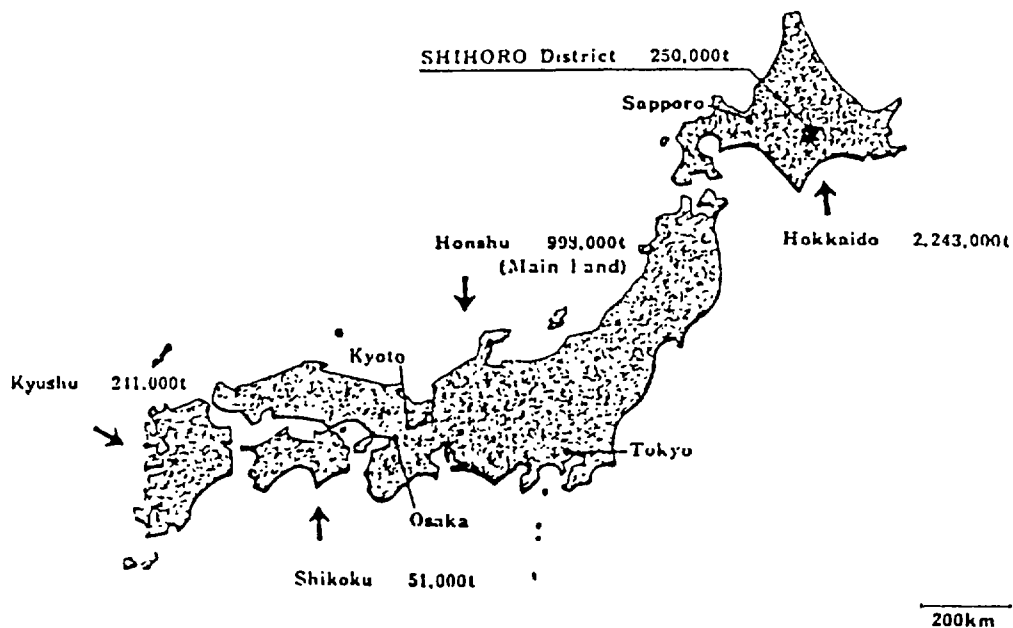 SHIHORO District 250,000t
Sapporo
Honshu 999,000t
(Main land)
Hokkaido 2,243,000t
Kyoto
Kyushu 211,000t
Tokyo
Osaka
Shikoku 51,000t
200km